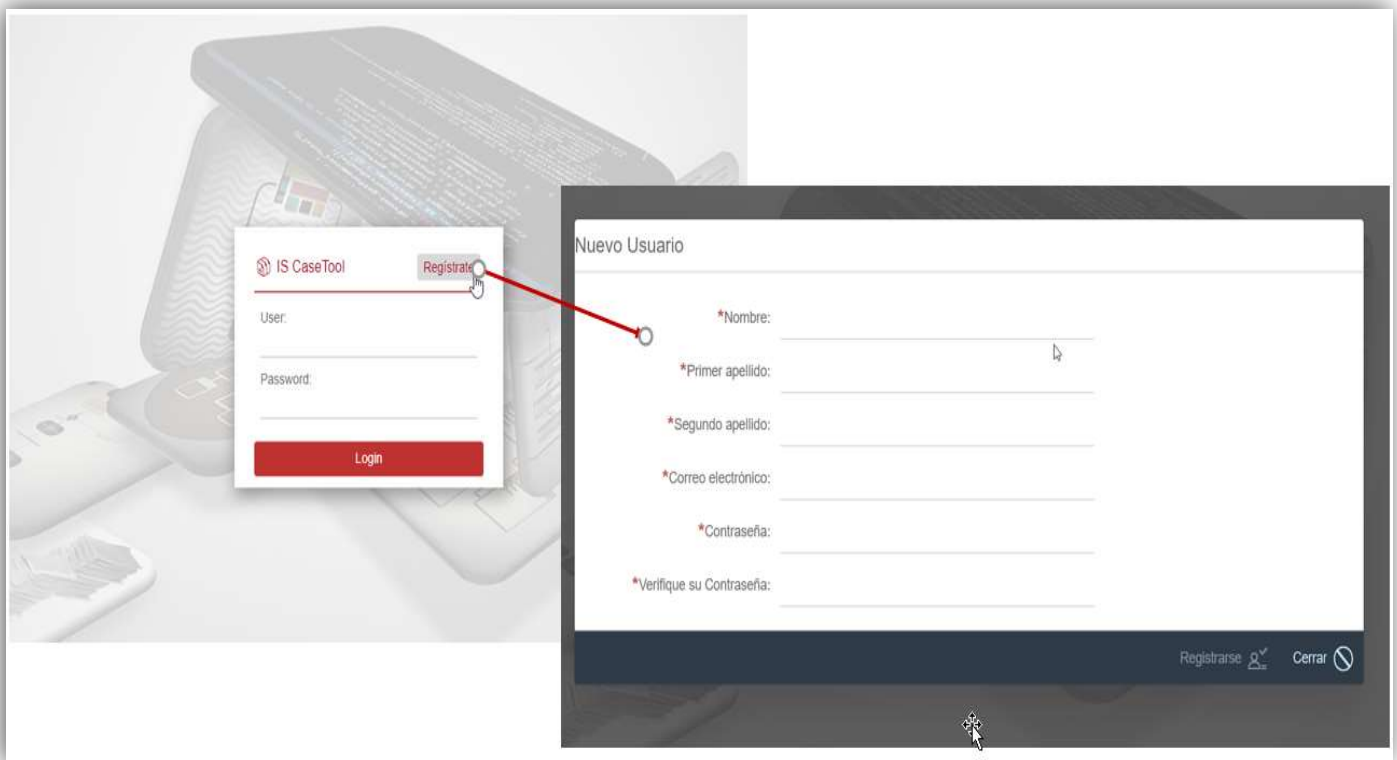 IS CaseTool
Regístrate
User:
Password:
Login
Nuevo Usuario
*Nombre:
*Primer apellido:
*Segundo apellido:
*Correo electrónico:
*Contraseña:
*Verifique su Contraseña:
Registrarse
Cerrar